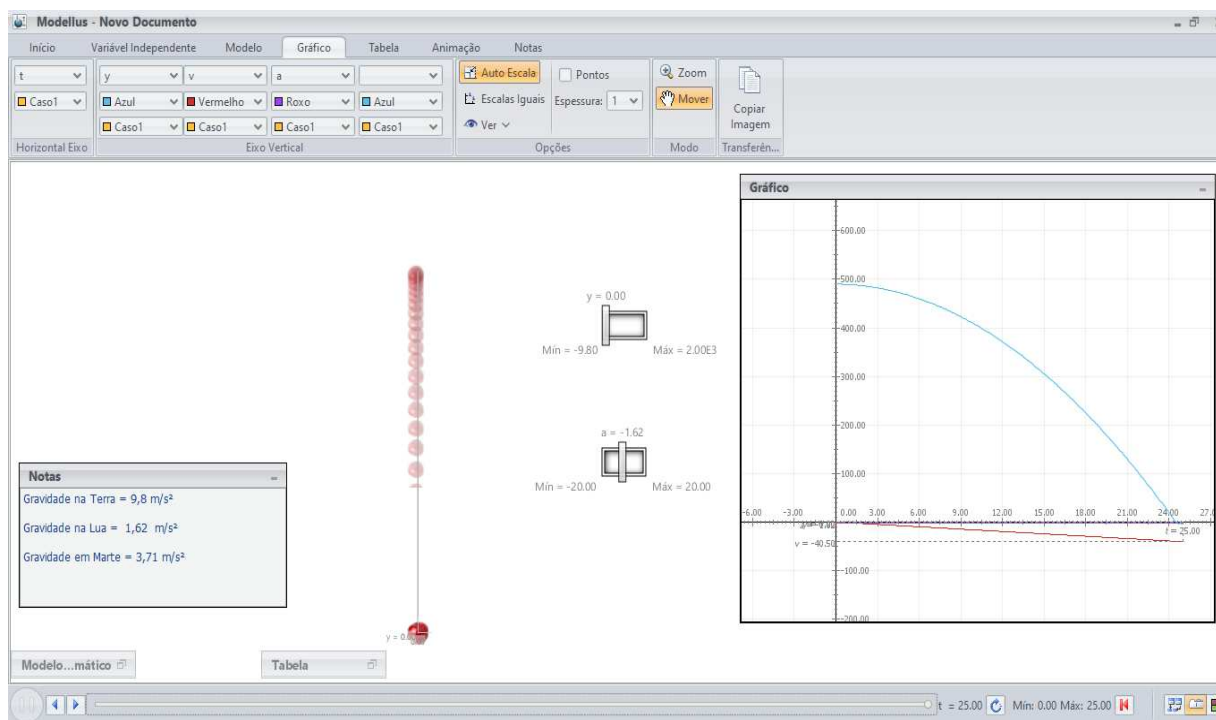 Modellus - Novo Documento
Início Variável Independente Modelo Gráfico Tabela Animação Notas
t y v a Auto Escala Pontos Zoom
Caso1 Azul Vermelho Roxo Azul Escalas Iguais Espessura: 1 Mover Copiar Imagem
Caso1 Caso1 Caso1 Caso1 Ver
Horizontal Eixo Eixo Vertical Opções Modo Transferên...
Gráfico
600.00
500.00
400.00
300.00
200.00
100.00
-6.00 -3.00 0.00 3.00 6.00 9.00 12.00 15.00 18.00 21.00 24.00 27.0
t = 25.00
v = -40.50
-100.00
-200.00
y = 0.00
Mín = -9.80 Máx = 2.00E3
a = -1.62
Mín = -20.00 Máx = 20.00
Notas
Gravidade na Terra = 9,8 m/s²
Gravidade na Lua = 1,62 m/s²
Gravidade em Marte = 3,71 m/s²
y = 0.0
Modelo...mático Tabela
t = 25.00 Mín: 0.00 Máx: 25.00